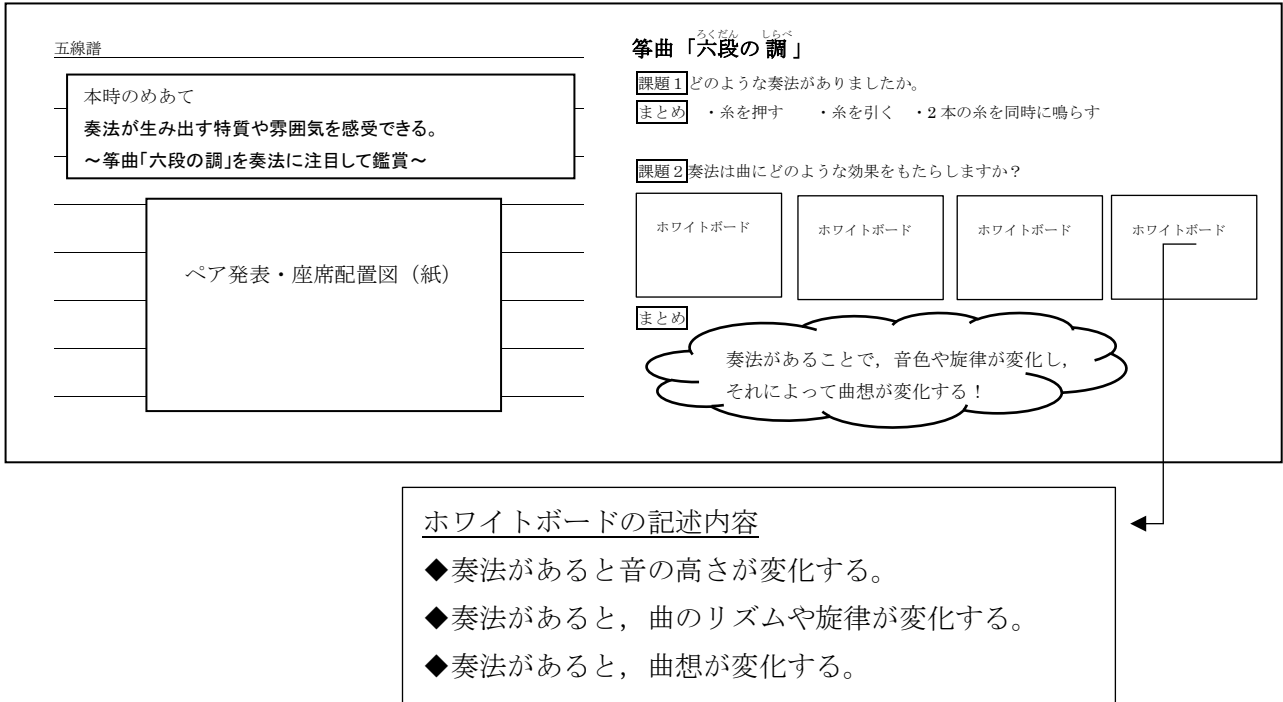 五線譜
本時のめあて
奏法が生み出す特質や雰囲気を感受できる。
～筝曲「六段の調」を奏法に注目して鑑賞～
ペア発表・座席配置図（紙）
ろくだん しらべ
筝曲「六段の調」
課題１どのような奏法がありましたか。
まとめ ・糸を押す ・糸を引く ・2本の糸を同時に鳴らす
課題２奏法は曲にどのような効果をもたらしますか？
ホワイトボード ホワイトボード ホワイトボード ホワイトボード
まとめ
奏法があることで，音色や旋律が変化し，
それによって曲想が変化する！
ホワイトボードの記述内容
◆奏法があると音の高さが変化する。
◆奏法があると，曲のリズムや旋律が変化する。
◆奏法があると，曲想が変化する。